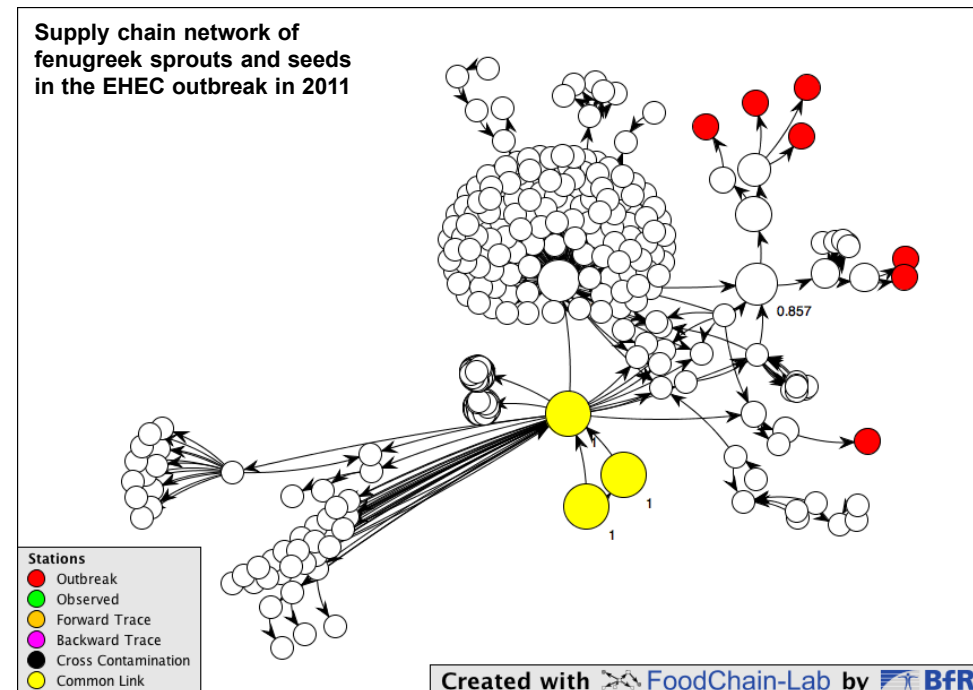 Supply chain network of
fenugreek sprouts and seeds
in the EHEC outbreak in 2011
0.857
1
1
1
Stations
Outbreak
Observed
Forward Trace
Backward Trace
Cross Contamination
Common Link
Created with FoodChain-Lab by BfR